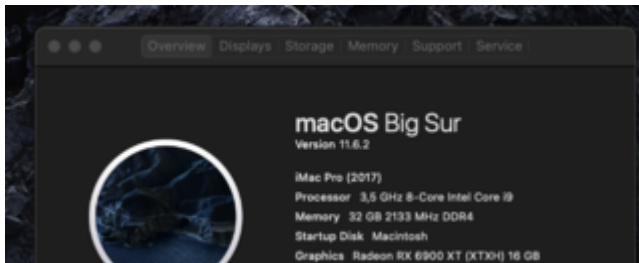 Overview Displays Storage Memory Support Service
macOS Big Sur
Version 11.6.2
iMac Pro (2017)
Processor 3,5 GHz 8-Core Intel Core i9
Memory 32 GB 2133 MHz DDR4
Startup Disk Macintosh
Graphics Radeon RX 6900 XT (XTXH) 16 GB